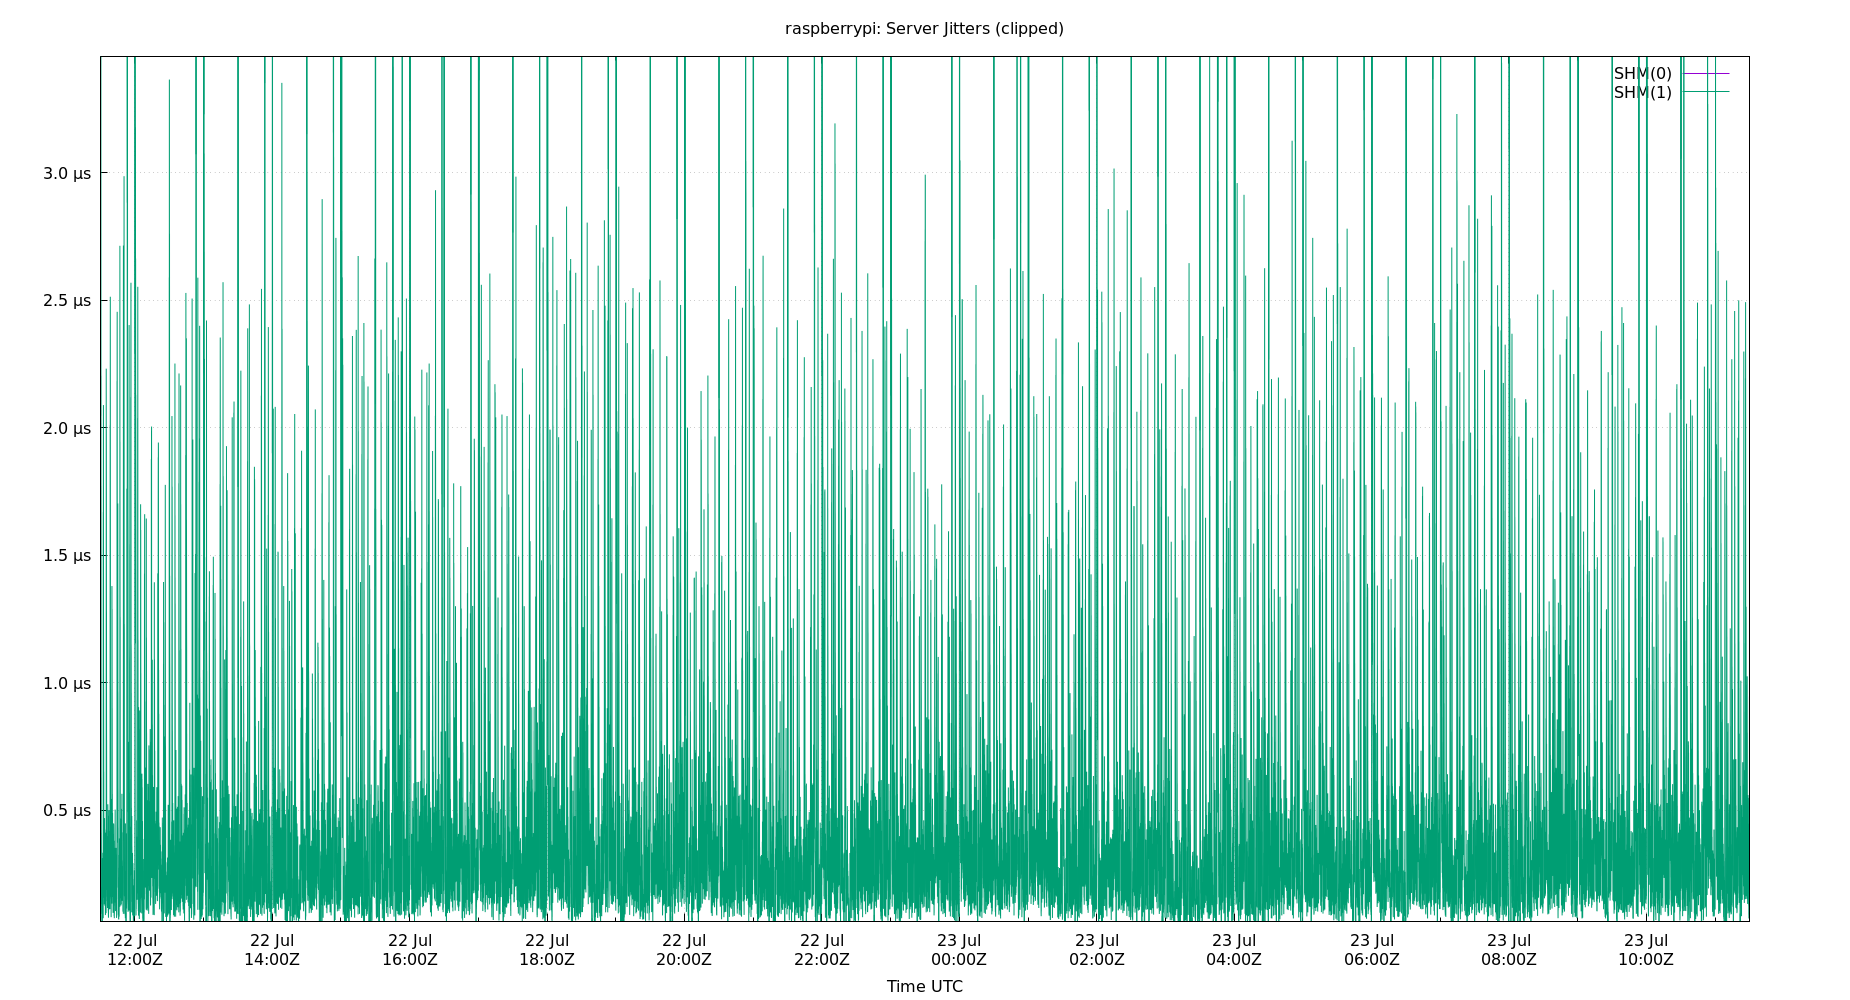 raspberrypi: Server Jitters (clipped)
SHM(0)
SHM(1)
3.0 μs
2.5 μs
2.0 μs
1.5 μs
1.0 μs
0.5 μs
22 Jul 22 Jul 22 Jul 22 Jul 22 Jul 22 Jul 23 Jul 23 Jul 23 Jul 23 Jul 23 Jul 23 Jul
12:00Z 14:00Z 16:00Z 18:00Z 20:00Z 22:00Z 00:00Z 02:00Z 04:00Z 06:00Z 08:00Z 10:00Z
Time UTC